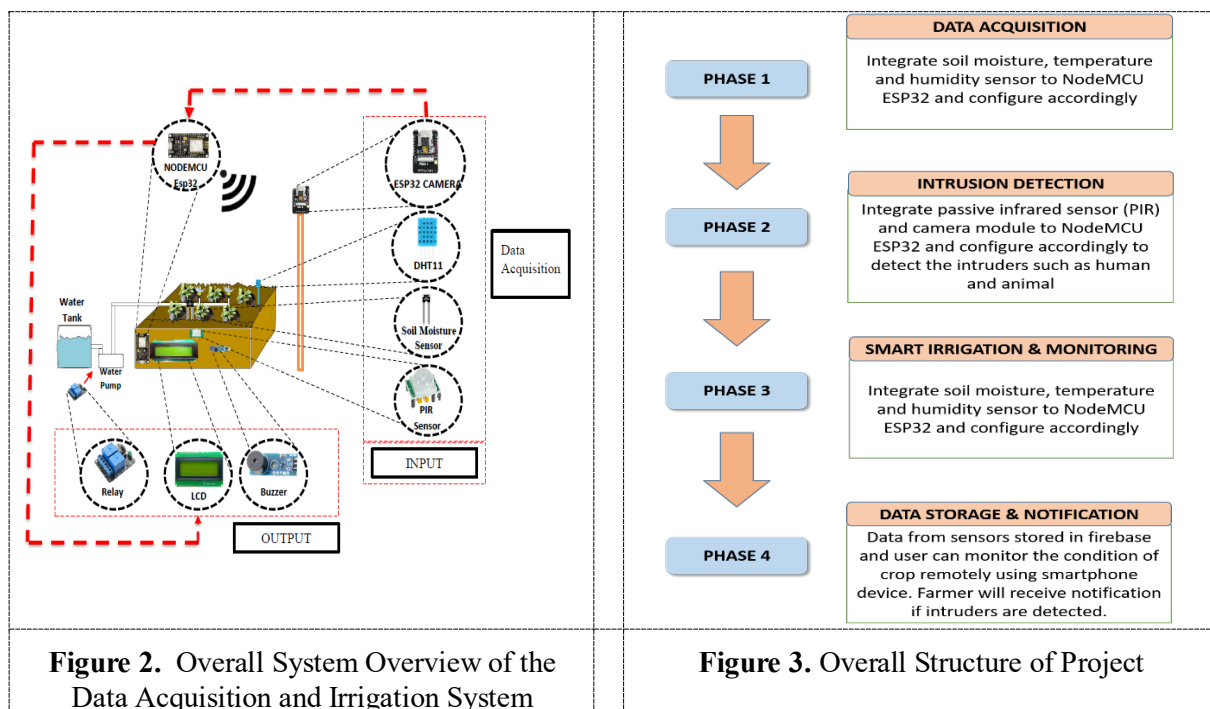 NODEMCU
Esp32
ESP32 CAMERA
DHT11
Soil Moisture
Sensor
PIR
Sensor
Data
Acquisition
INPUT
Water
Tank
Water
Pump
Relay
LCD
Buzzer
OUTPUT
Figure 2. Overall System Overview of the
Data Acquisition and Irrigation System
PHASE 1
DATA ACQUISITION
Integrate soil moisture, temperature
and humidity sensor to NodeMCU
ESP32 and configure accordingly
PHASE 2
INTRUSION DETECTION
Integrate passive infrared sensor (PIR)
and camera module to NodeMCU
ESP32 and configure accordingly to
detect the intruders such as human
and animal
PHASE 3
SMART IRRIGATION & MONITORING
Integrate soil moisture, temperature
and humidity sensor to NodeMCU
ESP32 and configure accordingly
PHASE 4
DATA STORAGE & NOTIFICATION
Data from sensors stored in firebase
and user can monitor the condition of
crop remotely using smartphone
device. Farmer will receive notification
if intruders are detected.
Figure 3. Overall Structure of Project